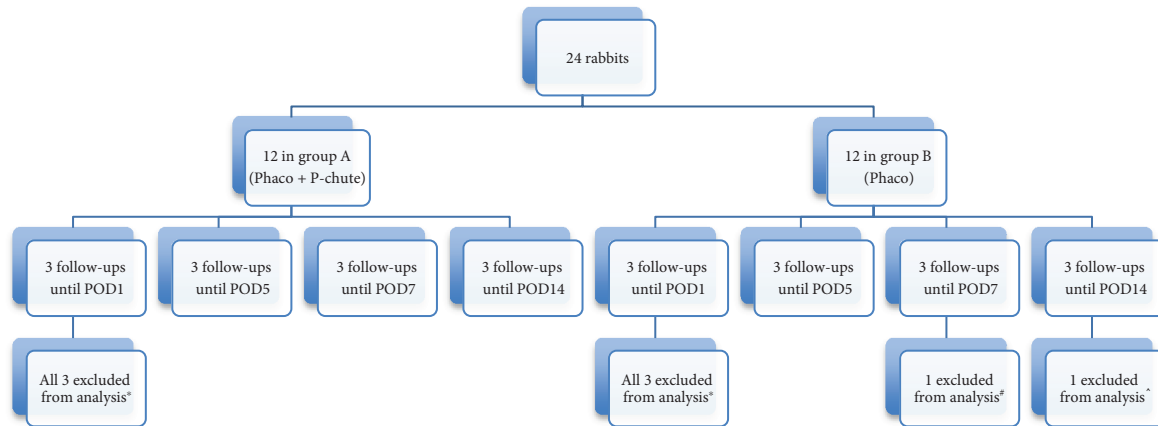 24 rabbits
12 in group A
(Phaco + P-chute)
12 in group B
(Phaco)
3 follow-ups
until POD1
3 follow-ups
until POD5
3 follow-ups
until POD7
3 follow-ups
until POD14
3 follow-ups
until POD1
3 follow-ups
until POD5
3 follow-ups
until POD7
3 follow-ups
until POD14
All 3 excluded
from analysis*
All 3 excluded
from analysis*
1 excluded
from analysis#
1 excluded
from analysis^